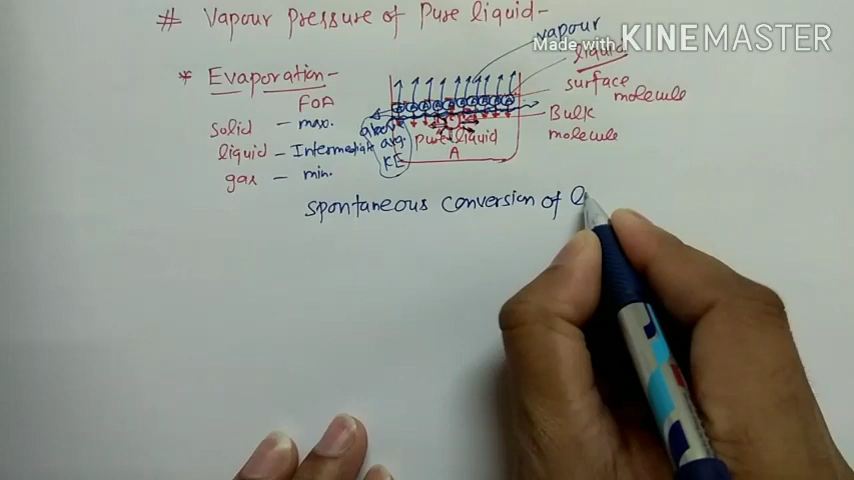 # Vapour pressure of Pure liquid-
Made with KINEMASTER
vapour
liquid
* Evaporation-
surface molecule
FOA
solid - max.
liquid - Intermediate
gas - min.
above avg. KE
Bulk molecule
Pure liquid
A
spontaneous conversion of l